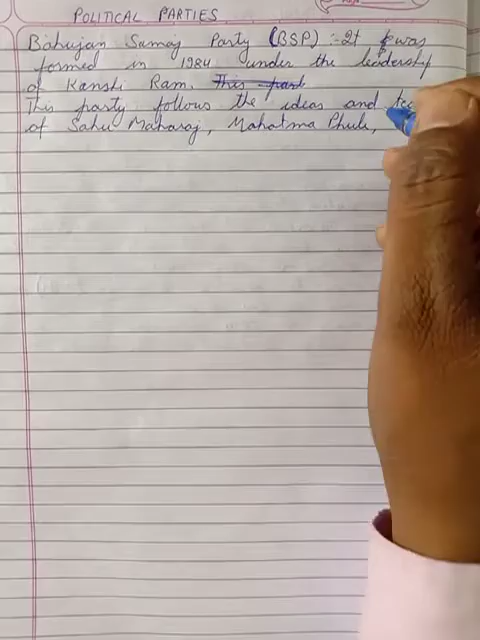 POLITICAL PARTIES
Bahujan Samaj Party (BSP) :- It was
formed in 1984 under the leadership
of Kanshi Ram. This part
This party follows the ideas and
of Sahu Maharaj, Mahatma Phule,